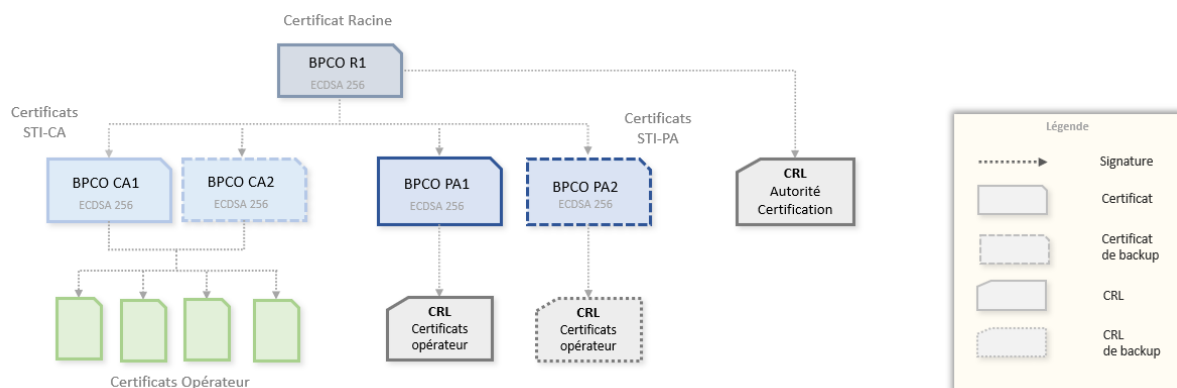 Certificat Racine
BPCO R1
ECDSA 256
Certificats
STI-CA
Certificats
STI-PA
BPCO CA1
ECDSA 256
BPCO CA2
ECDSA 256
BPCO PA1
ECDSA 256
BPCO PA2
ECDSA 256
CRL
Autorité
Certification
CRL
Certificats
opérateur
CRL
Certificats
opérateur
Certificats Opérateur
Légende
Signature
Certificat
Certificat
de backup
CRL
CRL
de backup